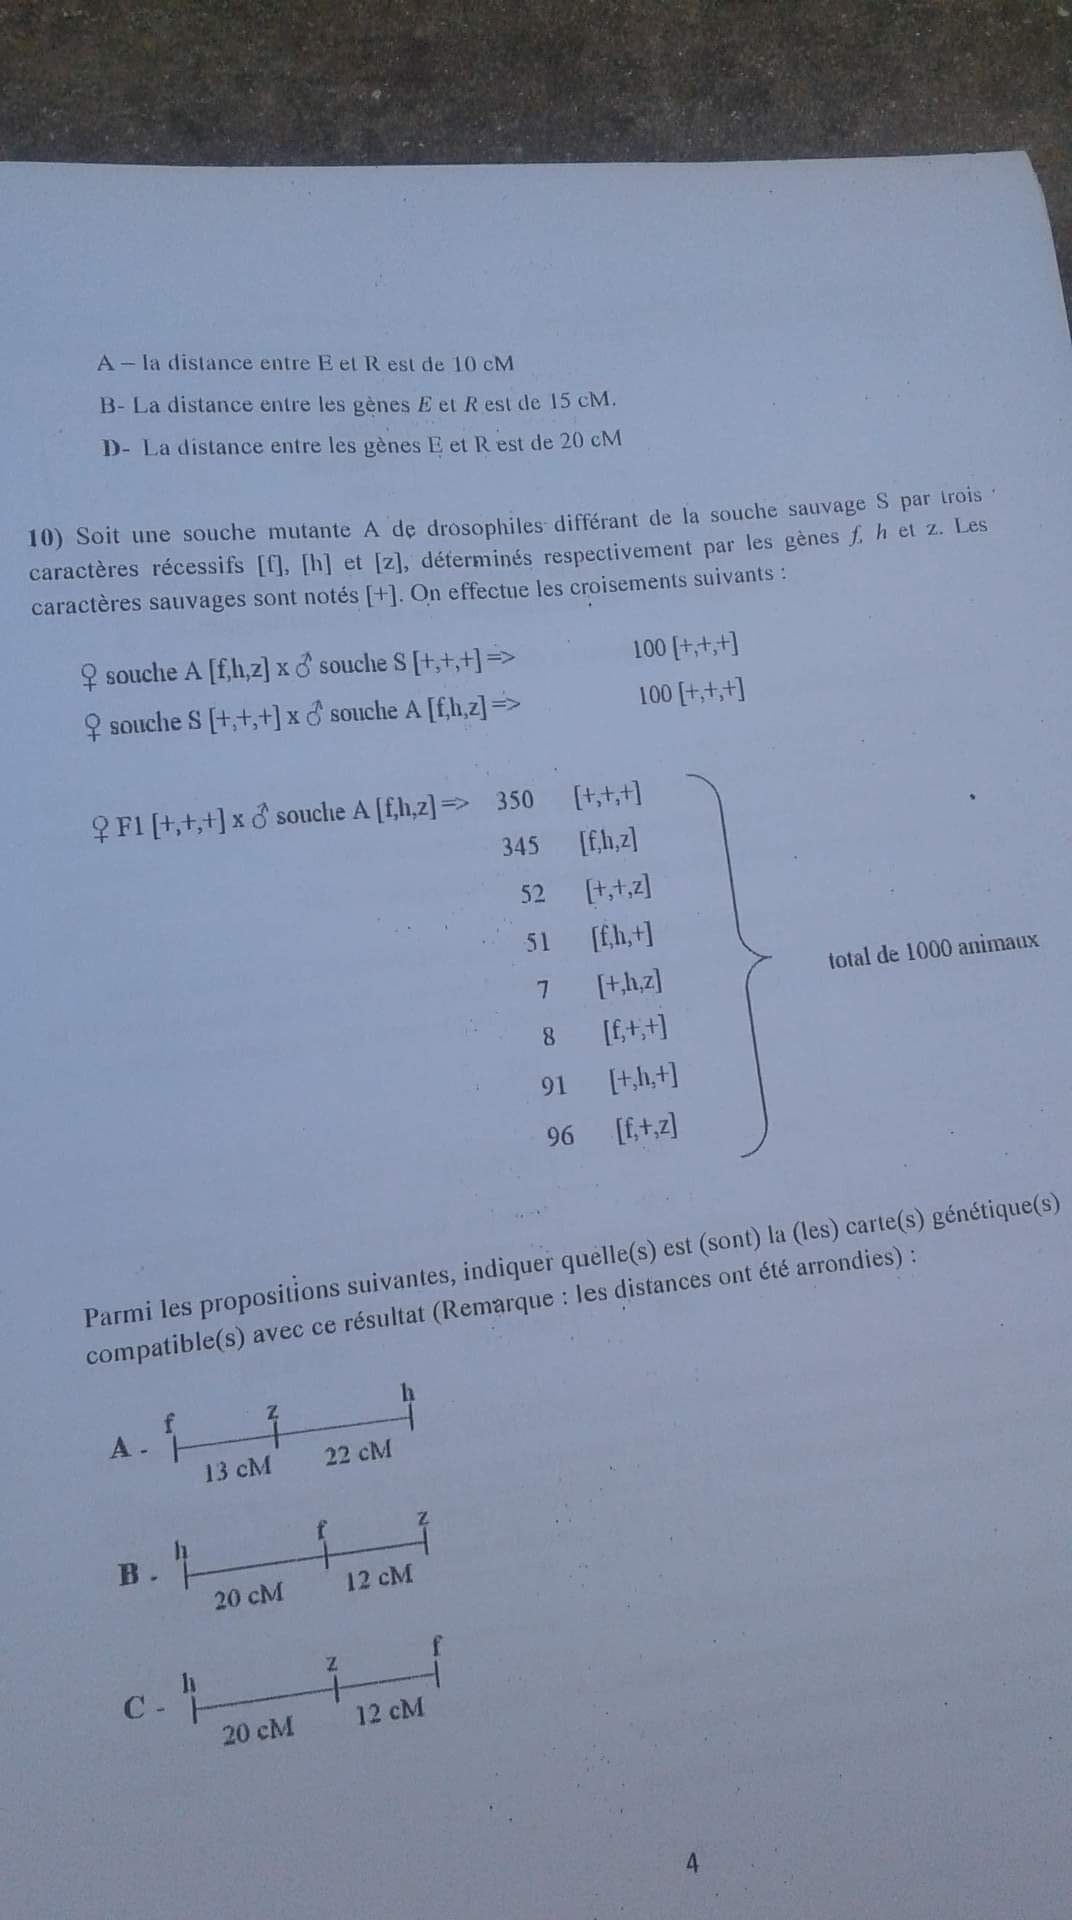 A – la distance entre E et R est de 10 cM
B- La distance entre les gènes E et R est de 15 cM.
D- La distance entre les gènes E et R est de 20 cM
10) Soit une souche mutante A de drosophiles différant de la souche sauvage S par trois
caractères récessifs [f], [h] et [z], déterminés respectivement par les gènes f, h et z. Les
caractères sauvages sont notés [+]. On effectue les croisements suivants :
♀ souche A [f,h,z] x ♂ souche S [+,+,+] => 100 [+,+,+]
♀ souche S [+,+,+] x ♂ souche A [f,h,z] => 100 [+,+,+]
♀ F1 [+,+,+] x ♂ souche A [f,h,z] => 350 [+,+,+]
345 [f,h,z]
52 [+,+,z]
51 [f,h,+]
total de 1000 animaux
7 [+,h,z]
8 [f,+,+]
91 [+,h,+]
96 [f,+,z]
Parmi les propositions suivantes, indiquer quelle(s) est (sont) la (les) carte(s) génétique(s)
compatible(s) avec ce résultat (Remarque : les distances ont été arrondies) :
f z h
A -
13 cM 22 cM
h f z
B -
20 cM 12 cM
h z f
C -
20 cM 12 cM
4